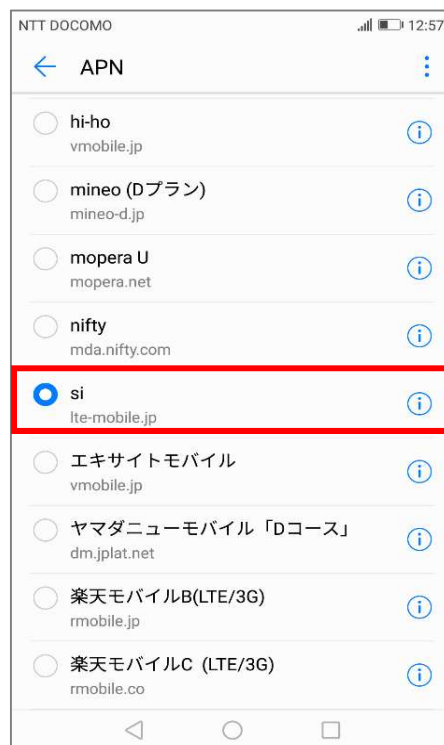 NTT DOCOMO 12:57
APN
hi-ho
vmobile.jp
mineo (Dプラン)
mineo-d.jp
mopera U
mopera.net
nifty
mda.nifty.com
si
lte-mobile.jp
エキサイトモバイル
vmobile.jp
ヤマダニューモバイル「Dコース」
dm.jplat.net
楽天モバイルB(LTE/3G)
rmobile.jp
楽天モバイルC (LTE/3G)
rmobile.co